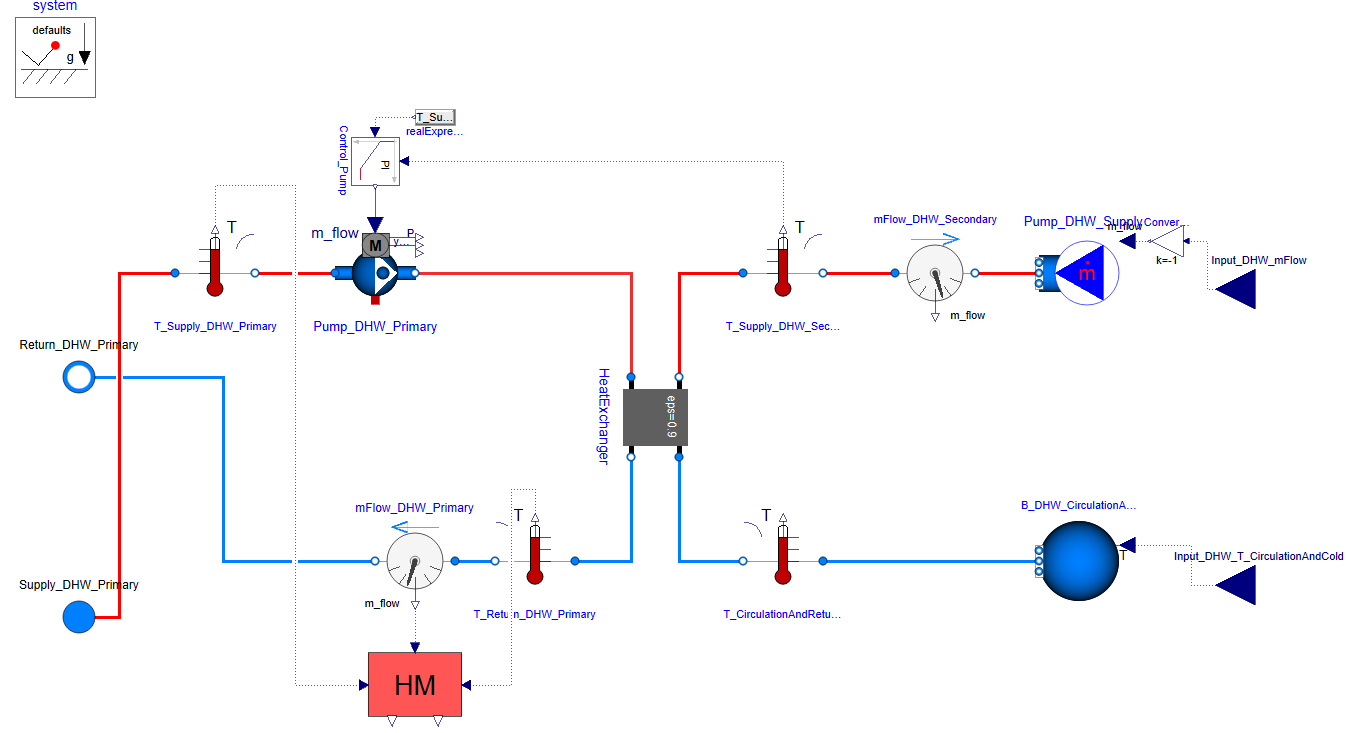 system
defaults
g
T_Su...
realExpre...
Control_Pump
PI
T
m_flow
M
P
y...
T
mFlow_DHW_Secondary
Pump_DHW_Supply
Conver...
m_flow
k=-1
Input_DHW_mFlow
ṁ
m_flow
T_Supply_DHW_Primary
Pump_DHW_Primary
T_Supply_DHW_Sec...
Return_DHW_Primary
HeatExchanger
eps=0.9
mFlow_DHW_Primary
T
T
B_DHW_CirculationA...
T
Input_DHW_T_CirculationAndCold
Supply_DHW_Primary
m_flow
T_Return_DHW_Primary
T_CirculationAndRetu...
HM